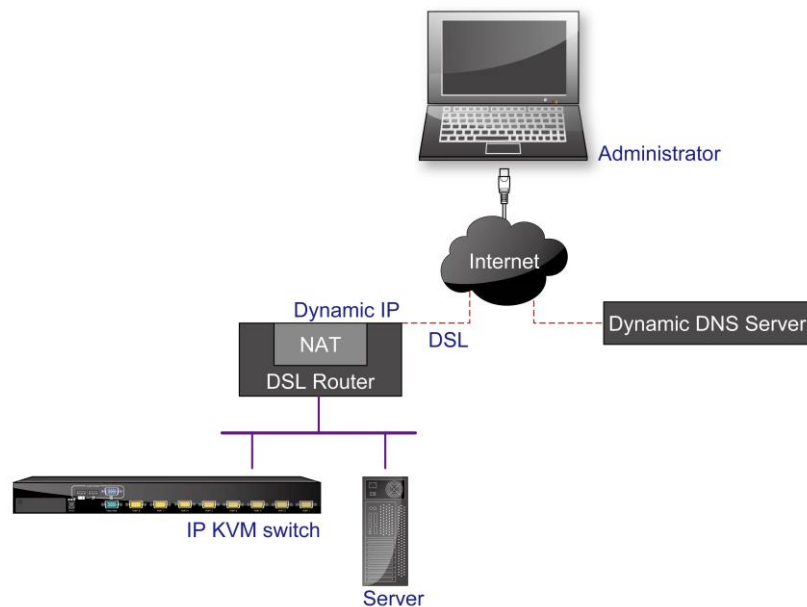 Administrator
Internet
Dynamic IP
DSL
Dynamic DNS Server
NAT
DSL Router
IP KVM switch
Server